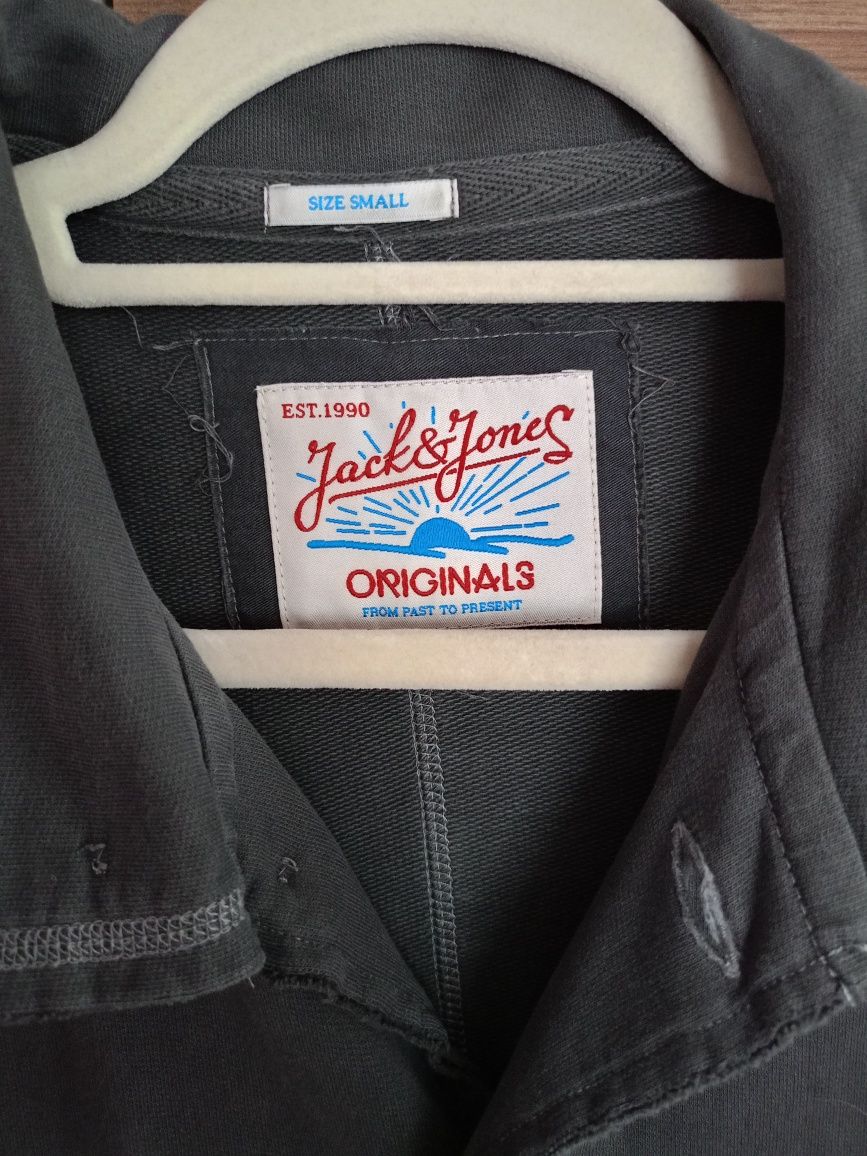 SIZE SMALL
EST.1990
Jack&Jones
ORIGINALS
FROM PAST TO PRESENT